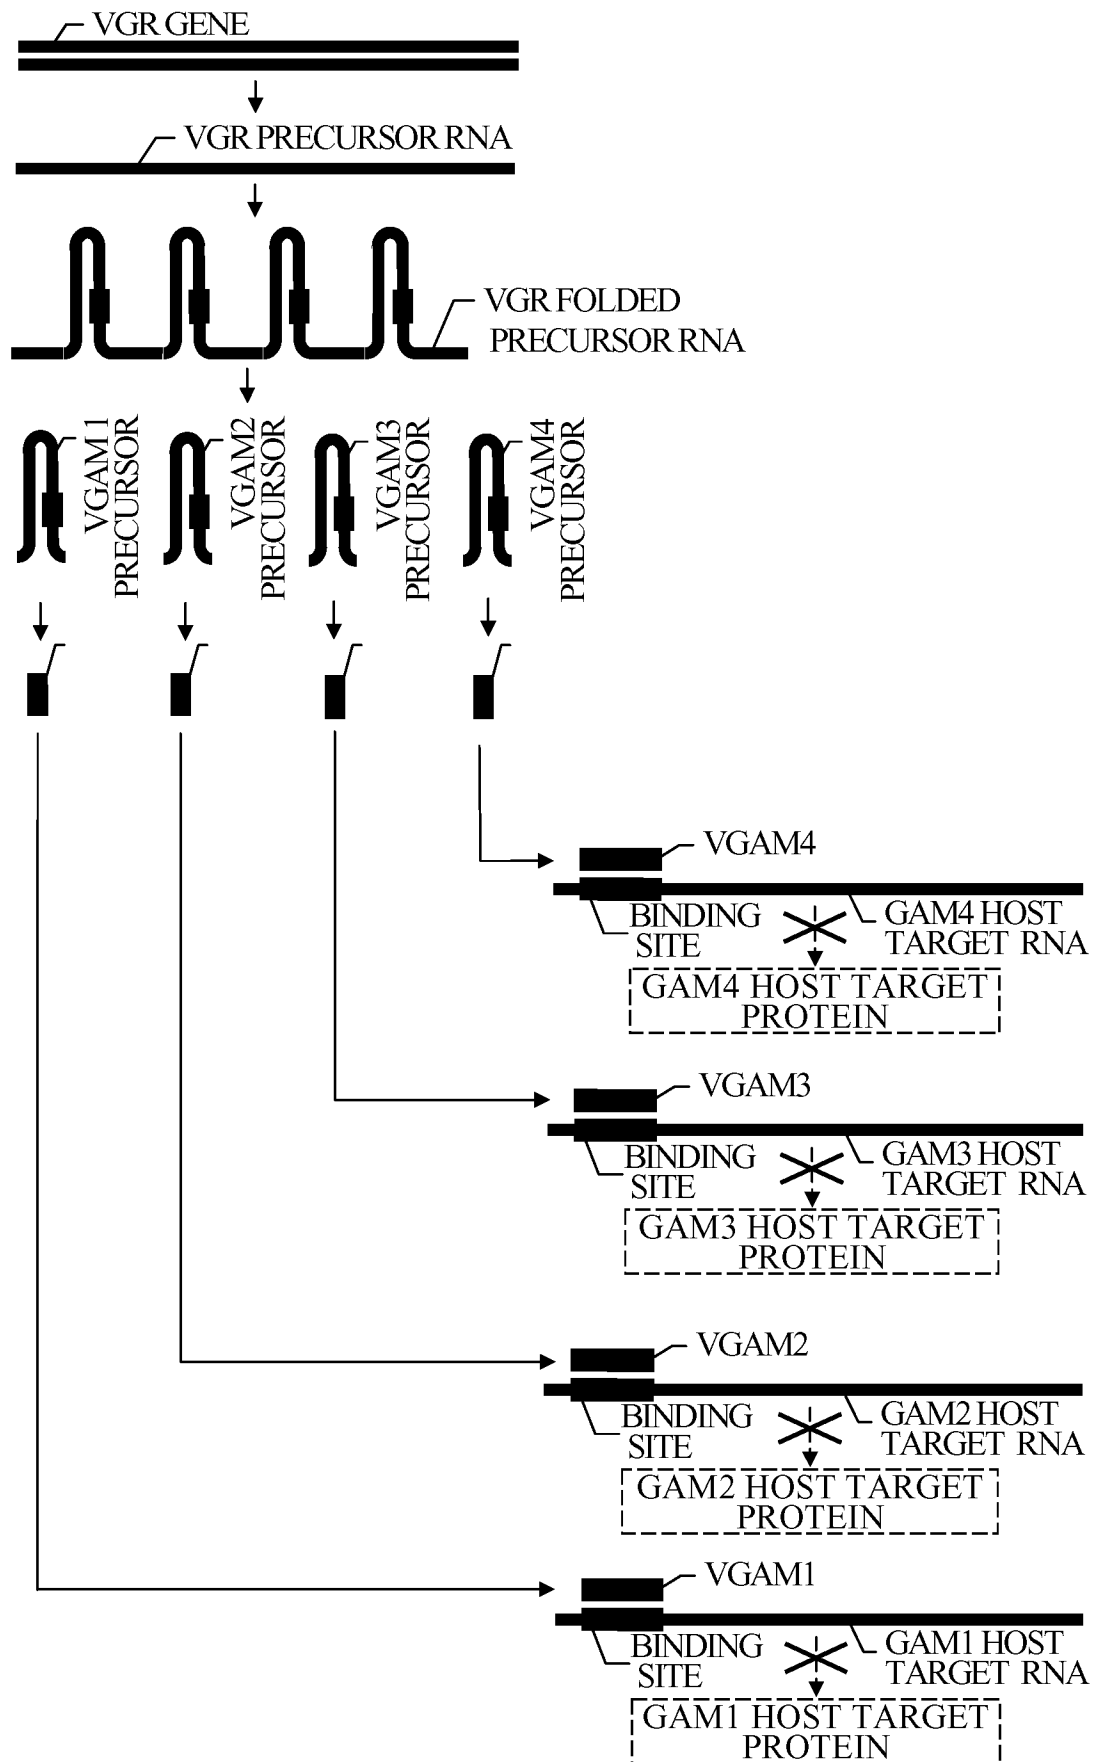 VGR GENE
VGR PRECURSOR RNA
VGR FOLDED
PRECURSOR RNA
VGAM 1
PRECURSOR
VGAM2
PRECURSOR
VGAM3
PRECURSOR
VGAM4
PRECURSOR
VGAM4
BINDING
SITE
GAM4 HOST
TARGET RNA
GAM4 HOST TARGET
PROTEIN
VGAM3
BINDING
SITE
GAM3 HOST
TARGET RNA
GAM3 HOST TARGET
PROTEIN
VGAM2
BINDING
SITE
GAM2 HOST
TARGET RNA
GAM2 HOST TARGET
PROTEIN
VGAM1
BINDING
SITE
GAM1 HOST
TARGET RNA
GAM1 HOST TARGET
PROTEIN